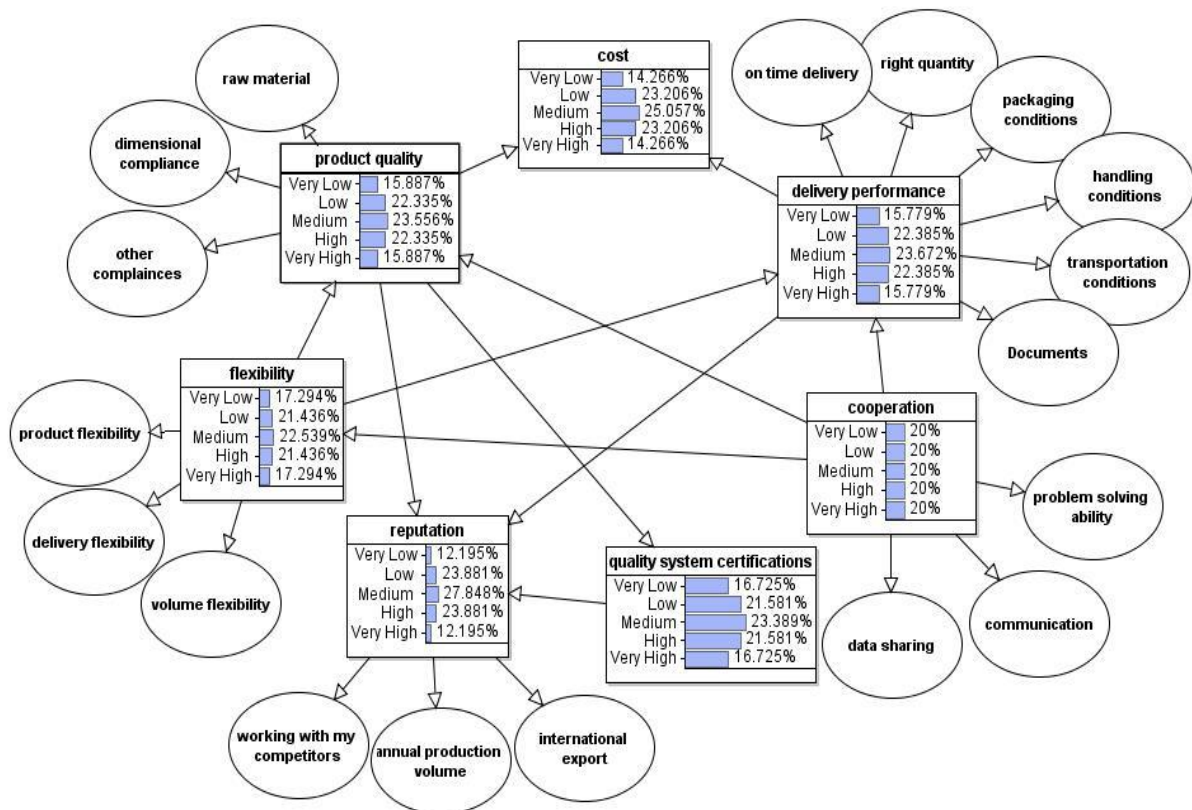 cost
Very Low 14.266%
Low 23.206%
Medium 25.057%
High 23.206%
Very High 14.266%
raw material
dimensional
compliance
other
complainces
product quality
Very Low 15.887%
Low 22.335%
Medium 23.556%
High 22.335%
Very High 15.887%
on time delivery
right quantity
packaging
conditions
handling
conditions
transportation
conditions
Documents
delivery performance
Very Low 15.779%
Low 22.385%
Medium 23.672%
High 22.385%
Very High 15.779%
flexibility
Very Low 17.294%
Low 21.436%
Medium 22.539%
High 21.436%
Very High 17.294%
product flexibility
delivery flexibility
volume flexibility
cooperation
Very Low 20%
Low 20%
Medium 20%
High 20%
Very High 20%
problem solving
ability
communication
data sharing
reputation
Very Low 12.195%
Low 23.881%
Medium 27.848%
High 23.881%
Very High 12.195%
quality system certifications
Very Low 16.725%
Low 21.581%
Medium 23.389%
High 21.581%
Very High 16.725%
working with my
competitors
annual production
volume
international
export